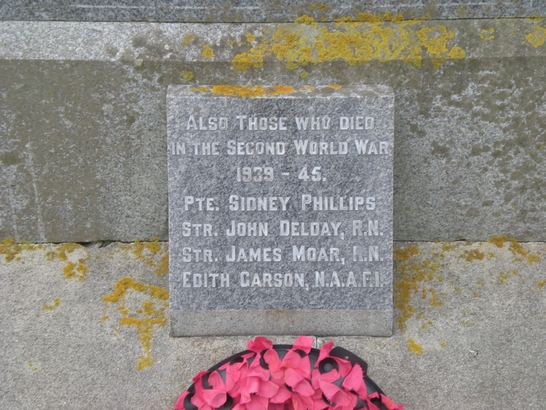 ALSO THOSE WHO DIED
IN THE SECOND WORLD WAR
1939 - 45.
PTE. SIDNEY PHILLIPS
STR. JOHN DELDAY, R.N.
STR. JAMES MOAR, R.N.
EDITH CARSON, N.A.A.F.I.